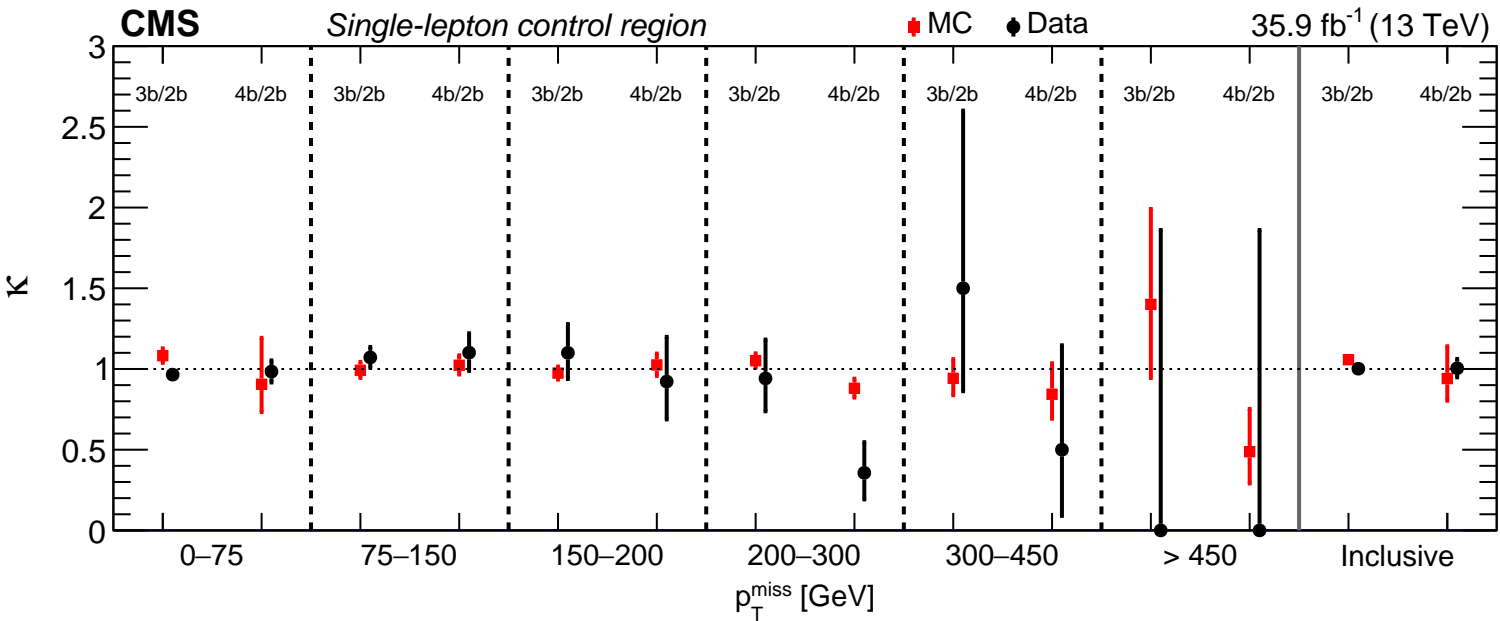 CMS Single-lepton control region MC Data 35.9 fb⁻¹ (13 TeV)
3
2.5
2
1.5
1
0.5
0
κ
3b/2b 4b/2b 3b/2b 4b/2b 3b/2b 4b/2b 3b/2b 4b/2b 3b/2b 4b/2b 3b/2b 4b/2b 3b/2b 4b/2b
0–75 75–150 150–200 200–300 300–450 > 450 Inclusive
p_T^miss [GeV]